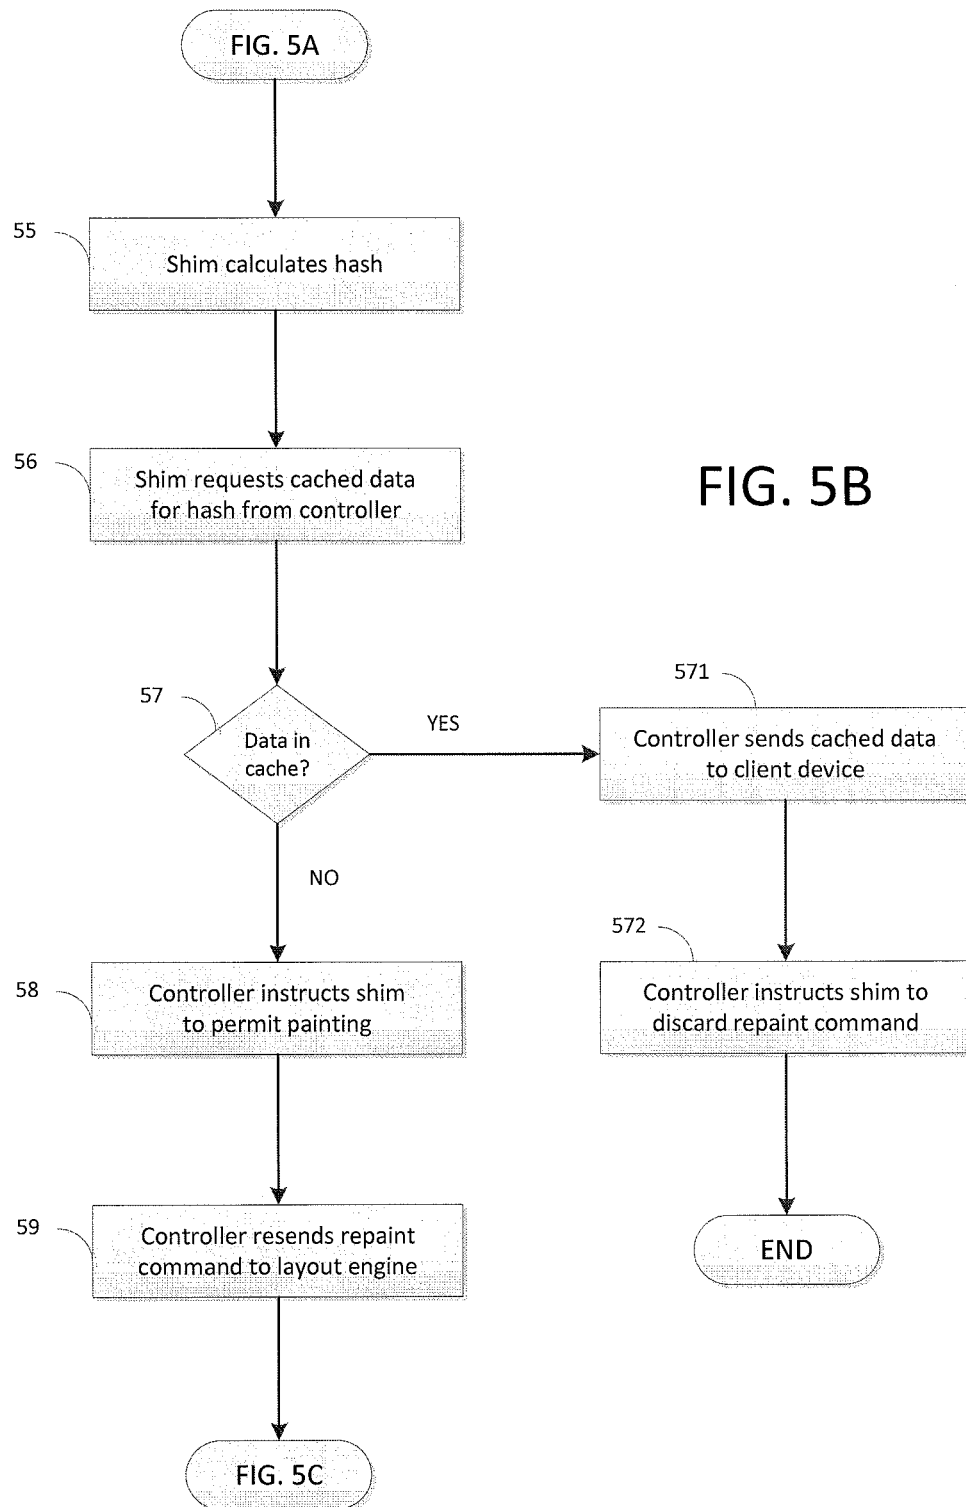 FIG. 5A
55
Shim calculates hash
56
Shim requests cached data
for hash from controller
FIG. 5B
57
Data in
cache?
YES
571
Controller sends cached data
to client device
NO
572
Controller instructs shim to
discard repaint command
58
Controller instructs shim
to permit painting
59
Controller resends repaint
command to layout engine
END
FIG. 5C